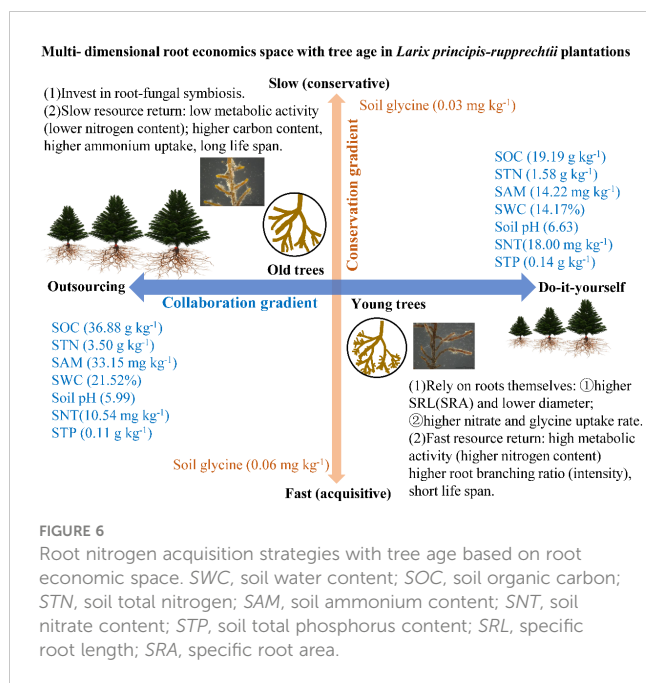 Multi- dimensional root economics space with tree age in Larix principis-rupprechtii plantations
Slow (conservative)
(1)Invest in root-fungal symbiosis.
(2)Slow resource return: low metabolic activity
(lower nitrogen content); higher carbon content,
higher ammonium uptake, long life span.
Soil glycine (0.03 mg kg⁻¹)
Conservation gradient
SOC (19.19 g kg⁻¹)
STN (1.58 g kg⁻¹)
SAM (14.22 mg kg⁻¹)
SWC (14.17%)
Soil pH (6.63)
SNT(18.00 mg kg⁻¹)
STP (0.14 g kg⁻¹)
Old trees
Outsourcing
Collaboration gradient
Young trees
Do-it-yourself
SOC (36.88 g kg⁻¹)
STN (3.50 g kg⁻¹)
SAM (33.15 mg kg⁻¹)
SWC (21.52%)
Soil pH (5.99)
SNT(10.54 mg kg⁻¹)
STP (0.11 g kg⁻¹)
(1)Rely on roots themselves: ①higher
SRL(SRA) and lower diameter;
②higher nitrate and glycine uptake rate.
(2)Fast resource return: high metabolic
activity (higher nitrogen content)
higher root branching ratio (intensity),
short life span.
Soil glycine (0.06 mg kg⁻¹)
Fast (acquisitive)
FIGURE 6
Root nitrogen acquisition strategies with tree age based on root
economic space. SWC, soil water content; SOC, soil organic carbon;
STN, soil total nitrogen; SAM, soil ammonium content; SNT, soil
nitrate content; STP, soil total phosphorus content; SRL, specific
root length; SRA, specific root area.